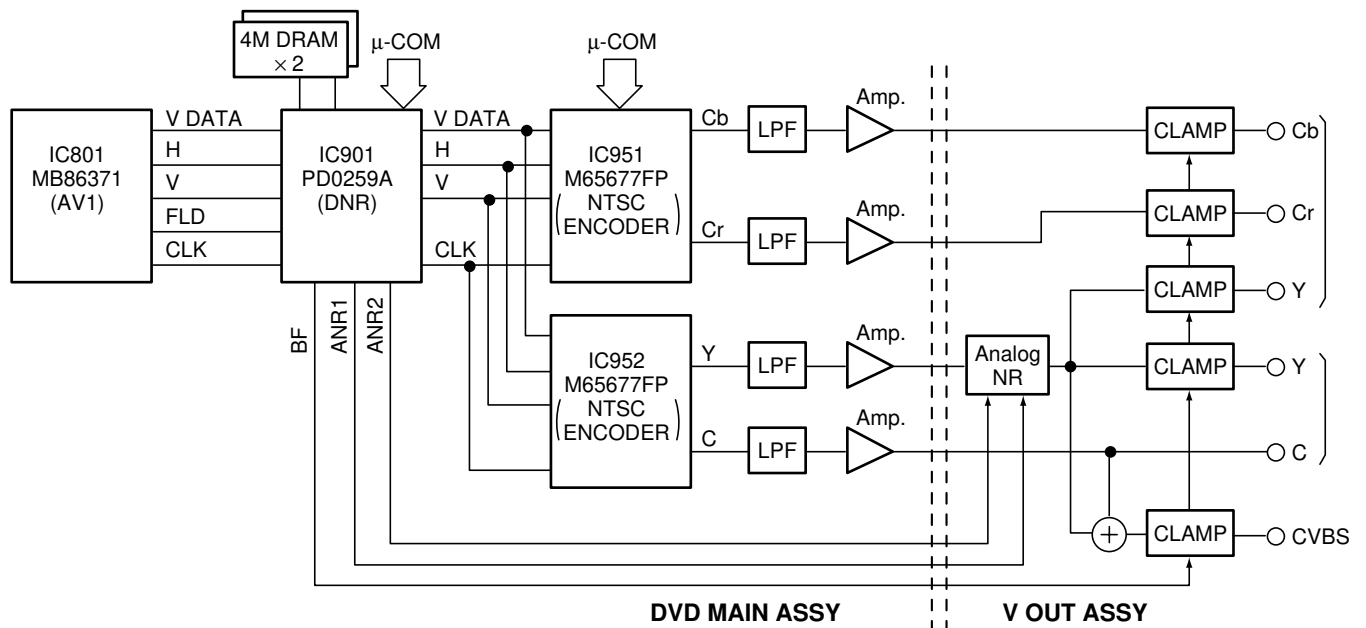 4M DRAM
× 2
μ-COM
μ-COM
IC801
MB86371
(AV1)
V DATA
H
V
FLD
CLK
IC901
PD0259A
(DNR)
V DATA
H
V
CLK
IC951
M65677FP
(NTSC
ENCODER)
Cb
LPF
Amp.
CLAMP
Cb
Cr
LPF
Amp.
CLAMP
Cr
CLAMP
Y
BF
ANR1
ANR2
IC952
M65677FP
(NTSC
ENCODER)
Y
LPF
Amp.
Analog
NR
CLAMP
Y
C
LPF
Amp.
C
+
CLAMP
CVBS
DVD MAIN ASSY
V OUT ASSY